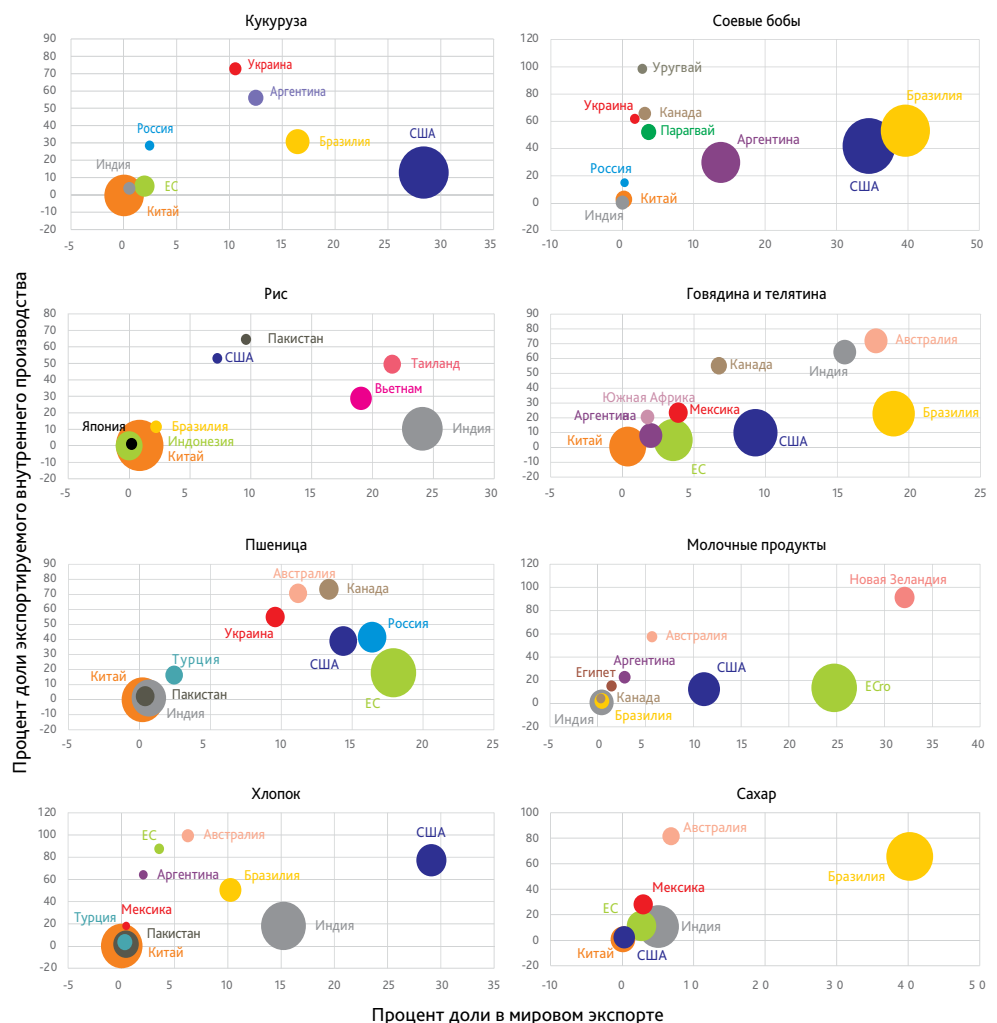 Кукуруза
90
80
70
60
50
40
30
20
10
0
-10
-20
Украина
Аргентина
Россия
Бразилия
США
Индия
ЕС
Китай
-5 0 5 10 15 20 25 30 35
Соевые бобы
120
100
80
60
40
20
0
-20
Уругвай
Бразилия
Украина
Канада
Парагвай
Аргентина
Россия
США
Китай
Индия
-10 0 10 20 30 40 50
Рис
80
70
60
50
40
30
20
10
0
-10
-20
Пакистан
США
Таиланд
Вьетнам
Япония
Бразилия
Индонезия
Индия
Китай
-5 0 5 10 15 20 25 30
Говядина и телятина
90
80
70
60
50
40
30
20
10
0
-10
-20
Австралия
Канада
Индия
Южная Африка
Мексика
Аргентина
Бразилия
Китай
США
ЕС
-5 0 5 10 15 20 25
Пшеница
90
80
70
60
50
40
30
20
10
0
-10
-20
Австралия
Канада
Украина
Россия
Турция
США
Китай
Пакистан
ЕС
Индия
-5 0 5 10 15 20 25
Молочные продукты
120
100
80
60
40
20
0
-20
Новая Зеландия
Австралия
Аргентина
Египет
США
ЕСго
Канада
Индия
Бразилия
-5 0 5 10 15 20 25 30 35 40
Хлопок
120
100
80
60
40
20
0
-20
ЕС
Австралия
США
Аргентина
Бразилия
Мексика
Турция
Пакистан
Индия
Китай
-5 0 5 10 15 20 25 30 35
Сахар
100
80
60
40
20
0
-20
Австралия
Бразилия
Мексика
ЕС
Индия
Китай
США
-10 0 10 20 30 40 50
Процент доли экспортируемого внутреннего производства
Процент доли в мировом экспорте